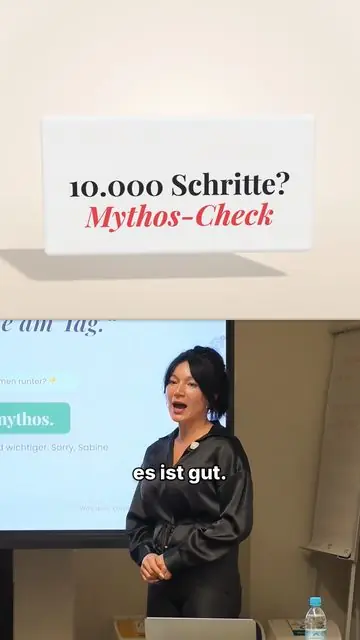 10.000 Schritte?
Mythos-Check
e am Tag."
men runter?
mythos.
d wichtiger. Sorry, Sabine
es ist gut.